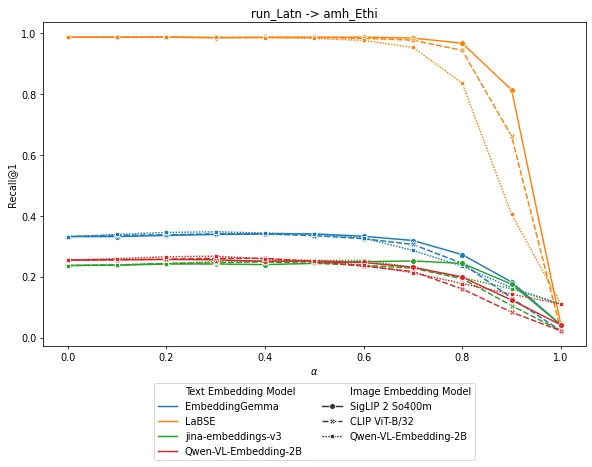 run_Latn -> amh_Ethi
Recall@1
1.0
0.8
0.6
0.4
0.2
0.0
0.0 0.2 0.4 0.6 0.8 1.0
α
Text Embedding Model
EmbeddingGemma
LaBSE
jina-embeddings-v3
Qwen-VL-Embedding-2B
Image Embedding Model
SigLIP 2 So400m
CLIP ViT-B/32
Qwen-VL-Embedding-2B